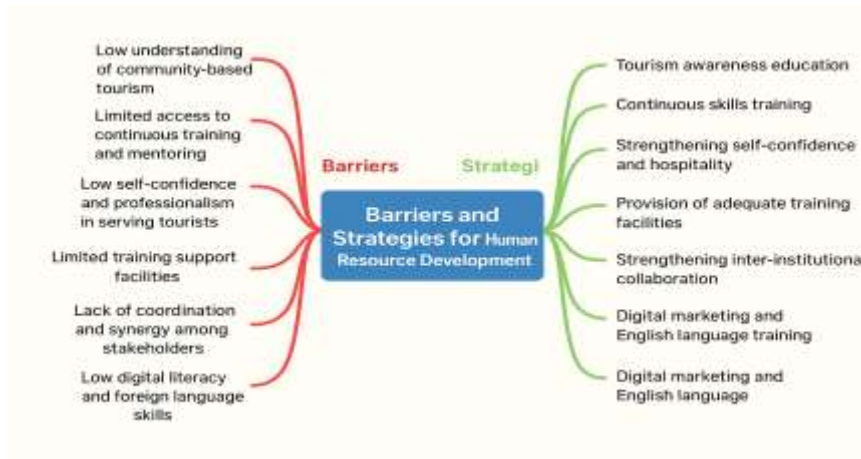 Low understanding
of community-based
tourism
Limited access to
continuous training
and mentoring
Low self-confidence
and professionalism
in serving tourists
Limited training support
facilities
Lack of coordination
and synergy among
stakeholders
Low digital literacy
and foreign language
skills
Barriers
Strategi
Barriers and
Strategies for Human
Resource Development
Tourism awareness education
Continuous skills training
Strengthening self-confidence
and hospitality
Provision of adequate training
facilities
Strengthening inter-institutiona
collaboration
Digital marketing and
English language training
Digital marketing and
English language